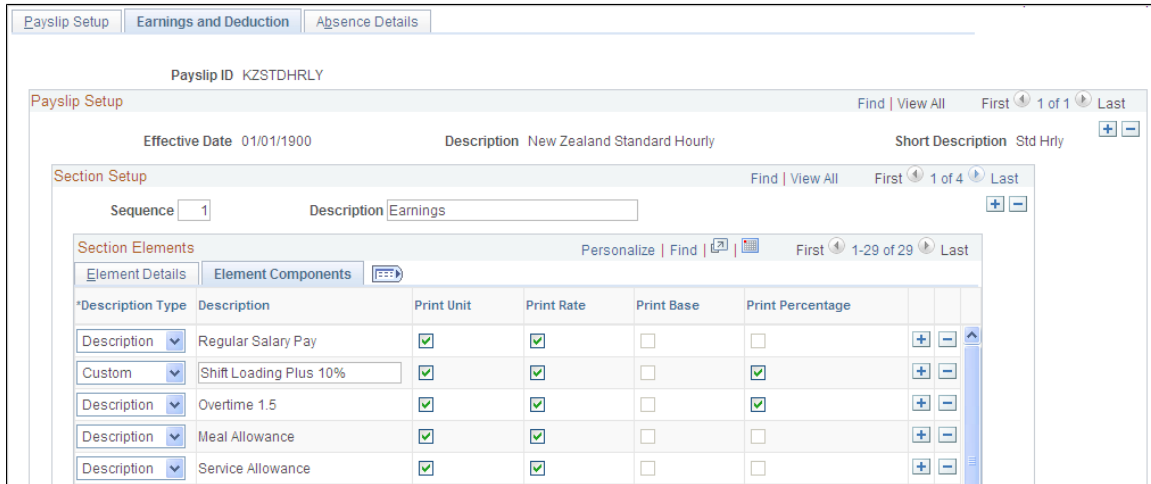 Payslip Setup Earnings and Deduction Absence Details
Payslip ID KZSTDHRLY
Payslip Setup Find | View All First 1 of 1 Last
Effective Date 01/01/1900 Description New Zealand Standard Hourly Short Description Std Hrly
Section Setup Find | View All First 1 of 4 Last
Sequence 1 Description Earnings
Section Elements Personalize | Find | | First 1-29 of 29 Last
Element Details Element Components
*Description Type Description Print Unit Print Rate Print Base Print Percentage
Description Regular Salary Pay
Custom Shift Loading Plus 10%
Description Overtime 1.5
Description Meal Allowance
Description Service Allowance